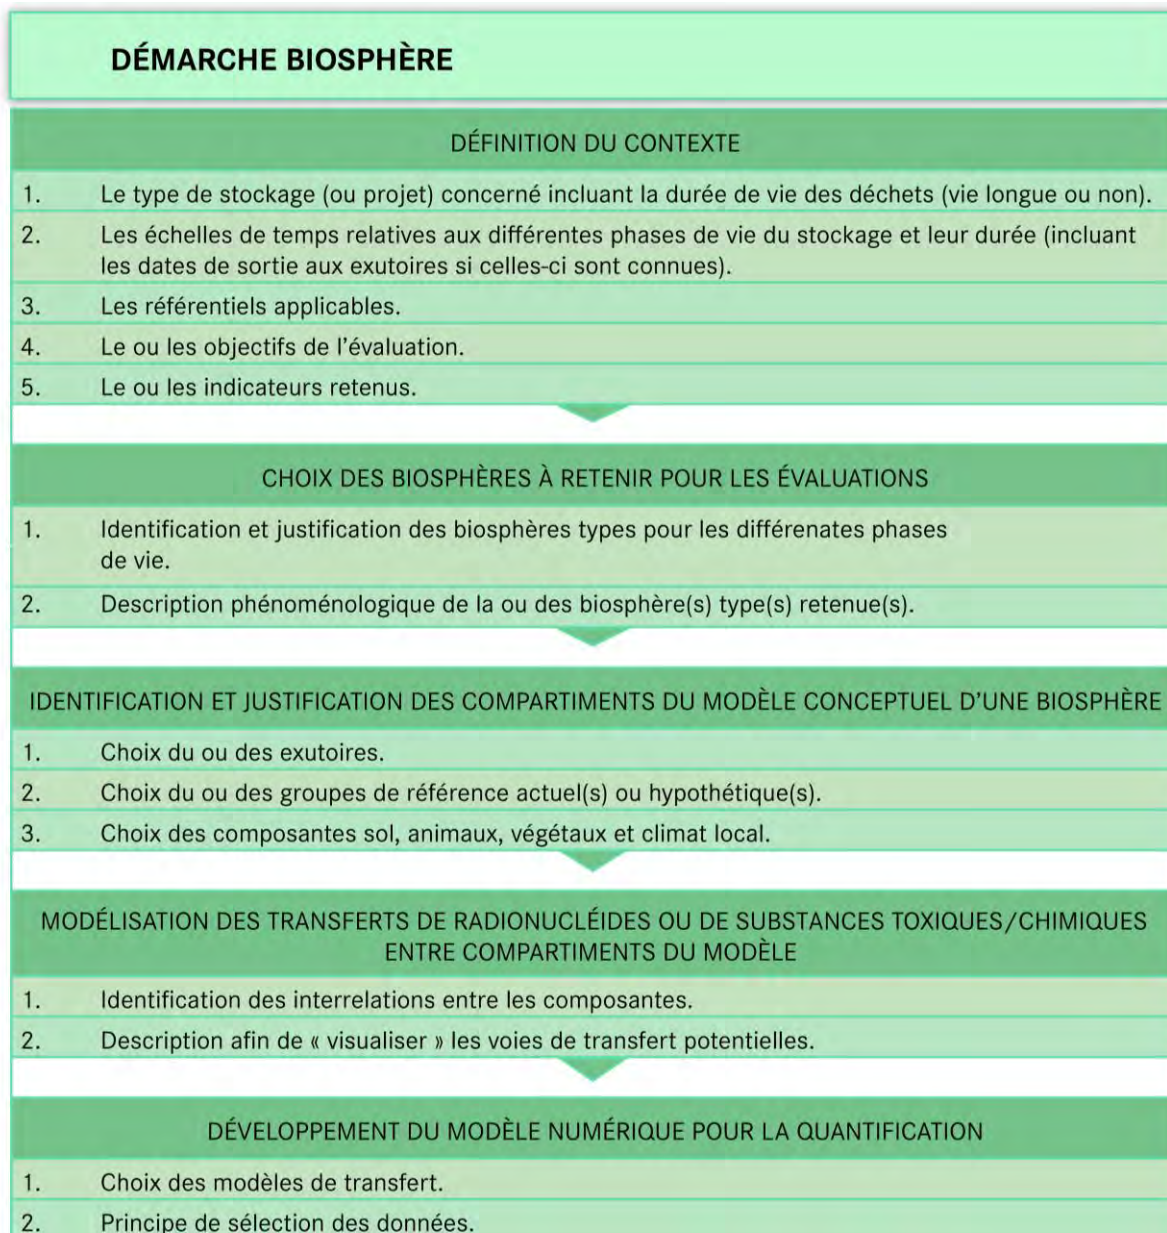 DÉMARCHE BIOSPHÈRE
DÉFINITION DU CONTEXTE
1. Le type de stockage (ou projet) concerné incluant la durée de vie des déchets (vie longue ou non).
2. Les échelles de temps relatives aux différentes phases de vie du stockage et leur durée (incluant
les dates de sortie aux exutoires si celles-ci sont connues).
3. Les référentiels applicables.
4. Le ou les objectifs de l'évaluation.
5. Le ou les indicateurs retenus.
CHOIX DES BIOSPHÈRES À RETENIR POUR LES ÉVALUATIONS
1. Identification et justification des biosphères types pour les différenates phases
de vie.
2. Description phénoménologique de la ou des biosphère(s) type(s) retenue(s).
IDENTIFICATION ET JUSTIFICATION DES COMPARTIMENTS DU MODÈLE CONCEPTUEL D'UNE BIOSPHÈRE
1. Choix du ou des exutoires.
2. Choix du ou des groupes de référence actuel(s) ou hypothétique(s).
3. Choix des composantes sol, animaux, végétaux et climat local.
MODÉLISATION DES TRANSFERTS DE RADIONUCLÉIDES OU DE SUBSTANCES TOXIQUES/CHIMIQUES
ENTRE COMPARTIMENTS DU MODÈLE
1. Identification des interrelations entre les composantes.
2. Description afin de « visualiser » les voies de transfert potentielles.
DÉVELOPPEMENT DU MODÈLE NUMÉRIQUE POUR LA QUANTIFICATION
1. Choix des modèles de transfert.
2. Principe de sélection des données.